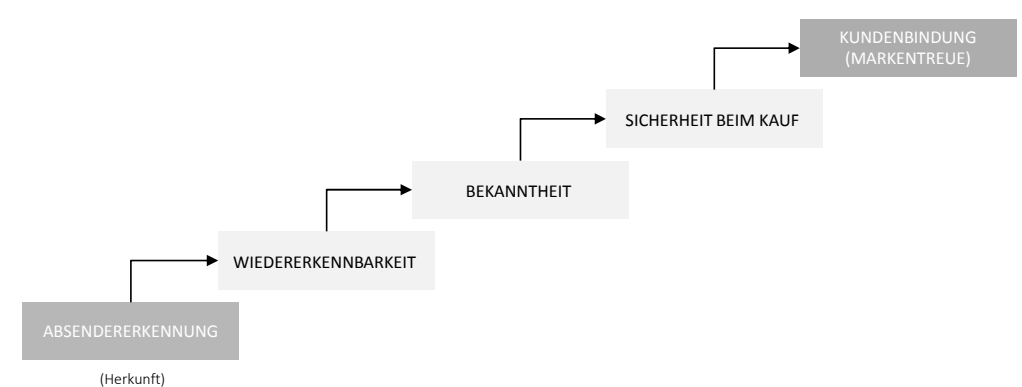 KUNDENBINDUNG
(MARKENTREUE)
SICHERHEIT BEIM KAUF
BEKANNTHEIT
WIEDERERKENNBARKEIT
ABSENDERERKENNUNG
(Herkunft)